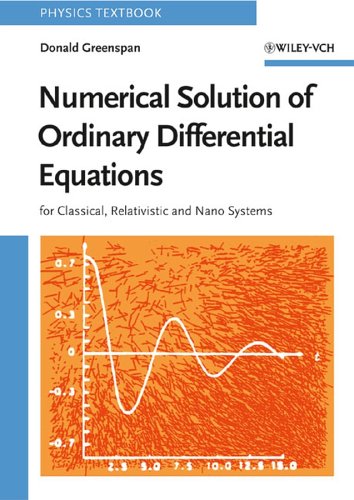 PHYSICS TEXTBOOK
Donald Greenspan
WILEY-VCH
Numerical Solution of
Ordinary Differential
Equations
for Classical, Relativistic and Nano Systems
0.7
0.3
-0.3
-0.7
2.5 5.0 7.5 10.0 12.5 15.0
t